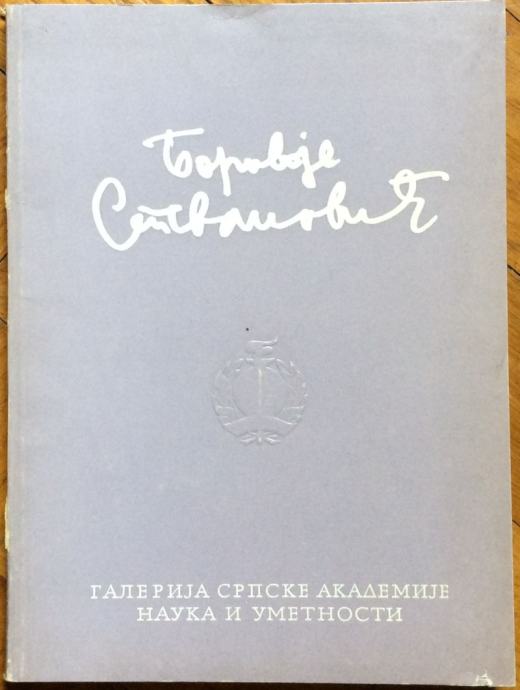 Боривоје
Стевановић
ГАЛЕРИЈА СРПСКЕ АКАДЕМИЈЕ
НАУКА И УМЕТНОСТИ